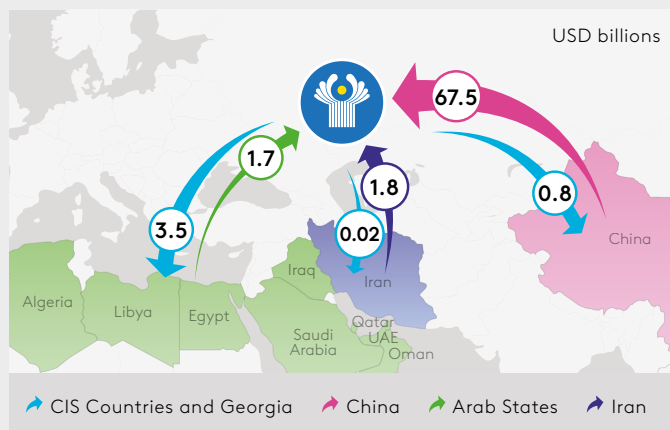 USD billions
67.5
1.7
1.8
0.8
3.5
0.02
China
Iraq
Iran
Algeria
Libya
Egypt
Qatar
UAE
Saudi
Arabia
Oman
CIS Countries and Georgia
China
Arab States
Iran